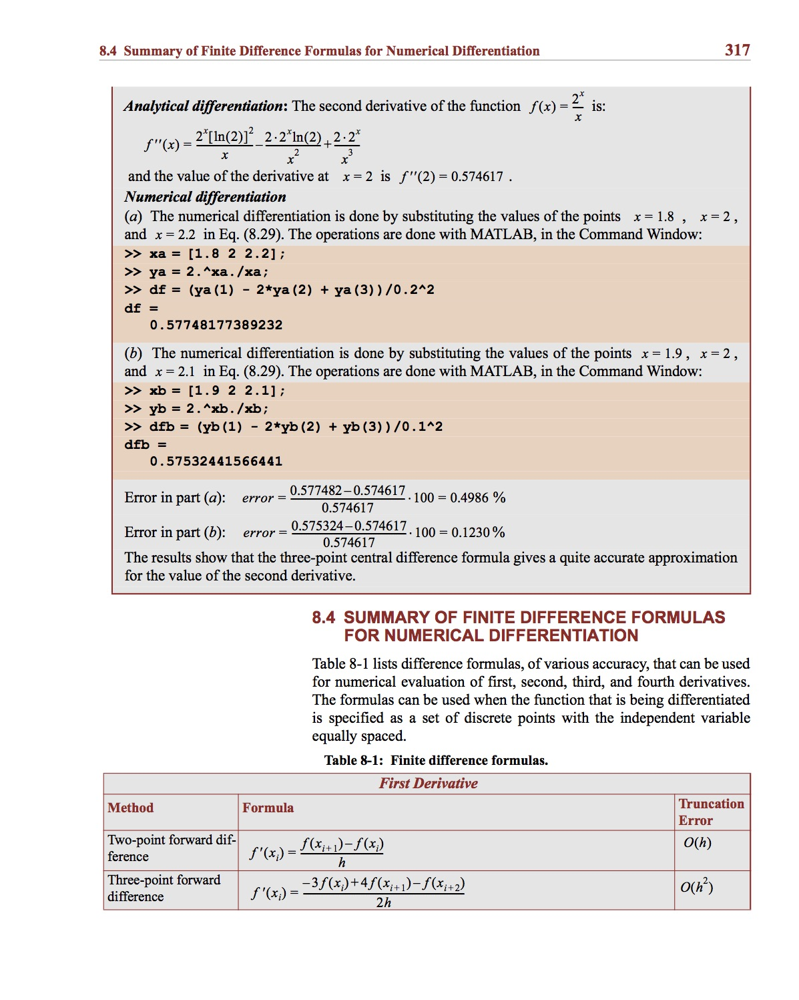 8.4 Summary of Finite Difference Formulas for Numerical Differentiation 317
Analytical differentiation: The second derivative of the function f(x) = 2^x/x is:
f''(x) = 2^x[ln(2)]^2/x − 2·2^x ln(2)/x^2 + 2·2^x/x^3
and the value of the derivative at x = 2 is f''(2) = 0.574617 .
Numerical differentiation
(a) The numerical differentiation is done by substituting the values of the points x = 1.8 , x = 2 ,
and x = 2.2 in Eq. (8.29). The operations are done with MATLAB, in the Command Window:
>> xa = [1.8 2 2.2];
>> ya = 2.^xa./xa;
>> df = (ya(1) - 2*ya(2) + ya(3))/0.2^2
df =
0.57748177389232
(b) The numerical differentiation is done by substituting the values of the points x = 1.9 , x = 2 ,
and x = 2.1 in Eq. (8.29). The operations are done with MATLAB, in the Command Window:
>> xb = [1.9 2 2.1];
>> yb = 2.^xb./xb;
>> dfb = (yb(1) - 2*yb(2) + yb(3))/0.1^2
dfb =
0.57532441566441
Error in part (a): error = (0.577482 − 0.574617)/0.574617 · 100 = 0.4986 %
Error in part (b): error = (0.575324 − 0.574617)/0.574617 · 100 = 0.1230 %
The results show that the three-point central difference formula gives a quite accurate approximation
for the value of the second derivative.
8.4 SUMMARY OF FINITE DIFFERENCE FORMULAS
FOR NUMERICAL DIFFERENTIATION
Table 8-1 lists difference formulas, of various accuracy, that can be used
for numerical evaluation of first, second, third, and fourth derivatives.
The formulas can be used when the function that is being differentiated
is specified as a set of discrete points with the independent variable
equally spaced.
Table 8-1: Finite difference formulas.
First Derivative
Method Formula Truncation
Error
Two-point forward dif-
ference
f'(x_i) = (f(x_{i+1}) − f(x_i))/h
O(h)
Three-point forward
difference
f'(x_i) = (−3f(x_i) + 4f(x_{i+1}) − f(x_{i+2}))/2h
O(h^2)